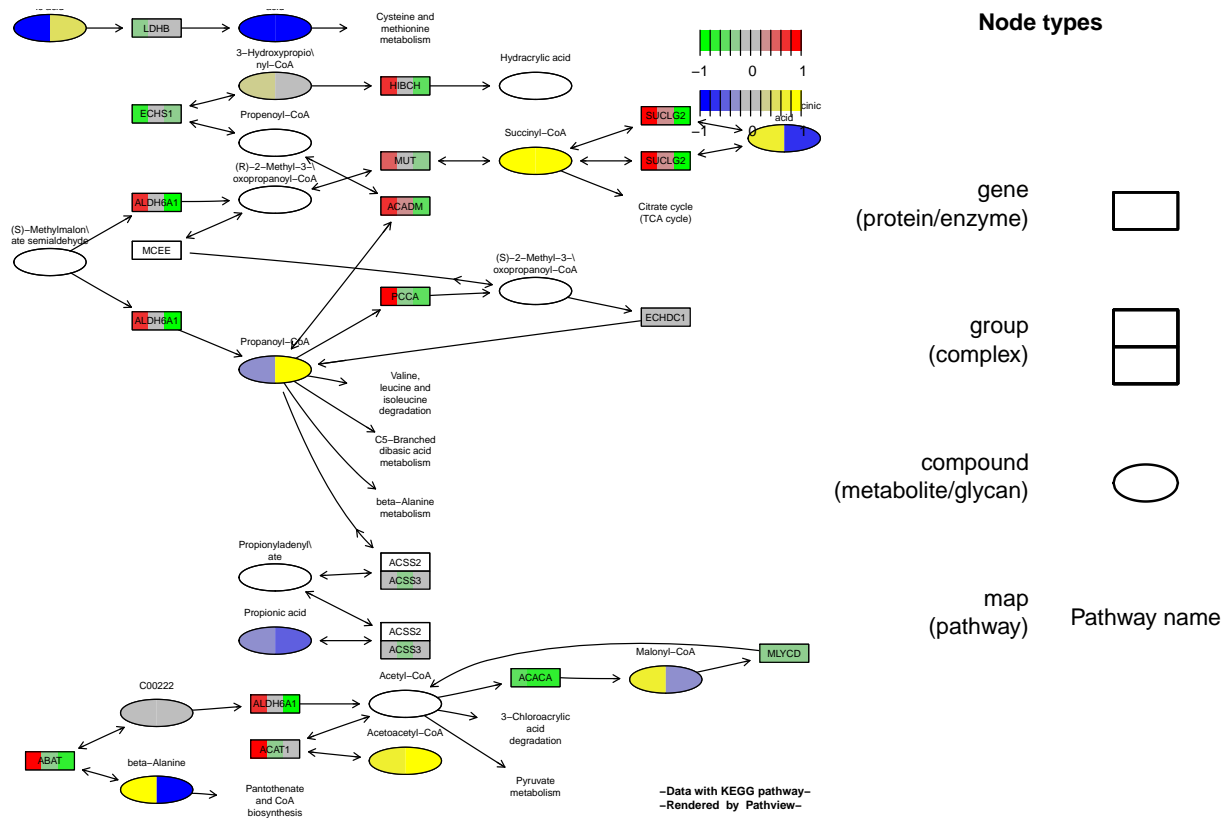 Node types
LDHB
Cysteine and
methionine
metabolism
3−Hydroxypropio\
nyl−CoA
HIBCH
Hydracrylic acid
−1
0
1
−1
0
1
cinic
acid
ECHS1
Propenoyl−CoA
SUCLG2
Succinyl−CoA
MUT
SUCLG2
(R)−2−Methyl−3−\
oxopropanoyl−CoA
ALDH6A1
ACADM
Citrate cycle
(TCA cycle)
gene
(protein/enzyme)
(S)−Methylmalon\
ate semialdehyde
MCEE
(S)−2−Methyl−3−\
oxopropanoyl−CoA
PCCA
ALDH6A1
ECHDC1
group
(complex)
Propanoyl−CoA
Valine,
leucine and
isoleucine
degradation
C5−Branched
dibasic acid
metabolism
compound
(metabolite/glycan)
beta−Alanine
metabolism
Propionyladenyl\
ate
ACSS2
ACSS3
Propionic acid
ACSS2
ACSS3
map
(pathway)
Pathway name
Malonyl−CoA
MLYCD
C00222
Acetyl−CoA
ACACA
ALDH6A1
3−Chloroacrylic
acid
degradation
ACAT1
Acetoacetyl−CoA
ABAT
beta−Alanine
Pantothenate
and CoA
biosynthesis
Pyruvate
metabolism
−Data with KEGG pathway−
−Rendered by Pathview−